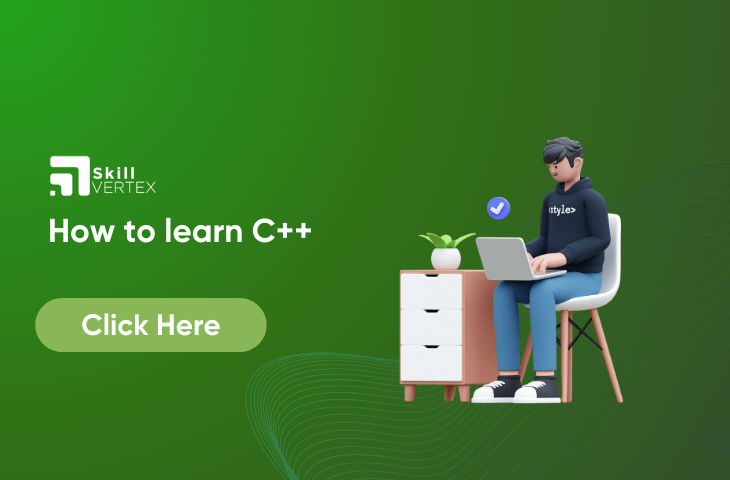 Skill
VERTEX
How to learn C++
Click Here
<style>